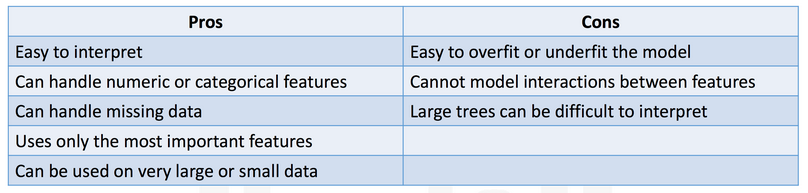 Pros Cons
Easy to interpret Easy to overfit or underfit the model
Can handle numeric or categorical features Cannot model interactions between features
Can handle missing data Large trees can be difficult to interpret
Uses only the most important features
Can be used on very large or small data